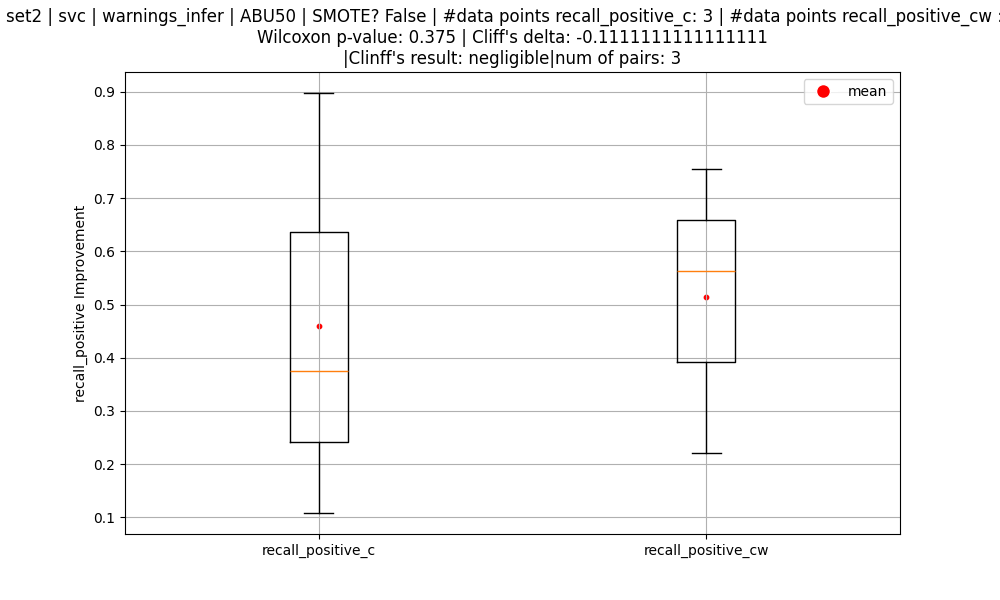 set2 | svc | warnings_infer | ABU50 | SMOTE? False | #data points recall_positive_c: 3 | #data points recall_positive_cw :
Wilcoxon p-value: 0.375 | Cliff's delta: -0.1111111111111111
|Clinff's result: negligible|num of pairs: 3
mean
0.9
0.8
0.7
0.6
0.5
0.4
0.3
0.2
0.1
recall_positive Improvement
recall_positive_c
recall_positive_cw